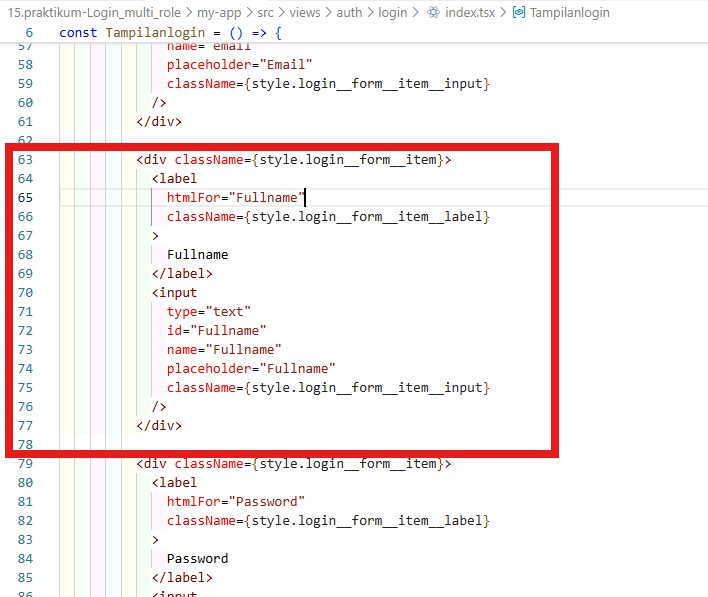 15.praktikum-Login_multi_role > my-app > src > views > auth > login > index.tsx > Tampilanlogin
6 const Tampilanlogin = () => {
57 name="email"
58 placeholder="Email"
59 className={style.login__form__item__input}
60 />
61 </div>
62
63 <div className={style.login__form__item}>
64 <label
65 htmlFor="Fullname"
66 className={style.login__form__item__label}
67 >
68 Fullname
69 </label>
70 <input
71 type="text"
72 id="Fullname"
73 name="Fullname"
74 placeholder="Fullname"
75 className={style.login__form__item__input}
76 />
77 </div>
78
79 <div className={style.login__form__item}>
80 <label
81 htmlFor="Password"
82 className={style.login__form__item__label}
83 >
84 Password
85 </label>
86 <input